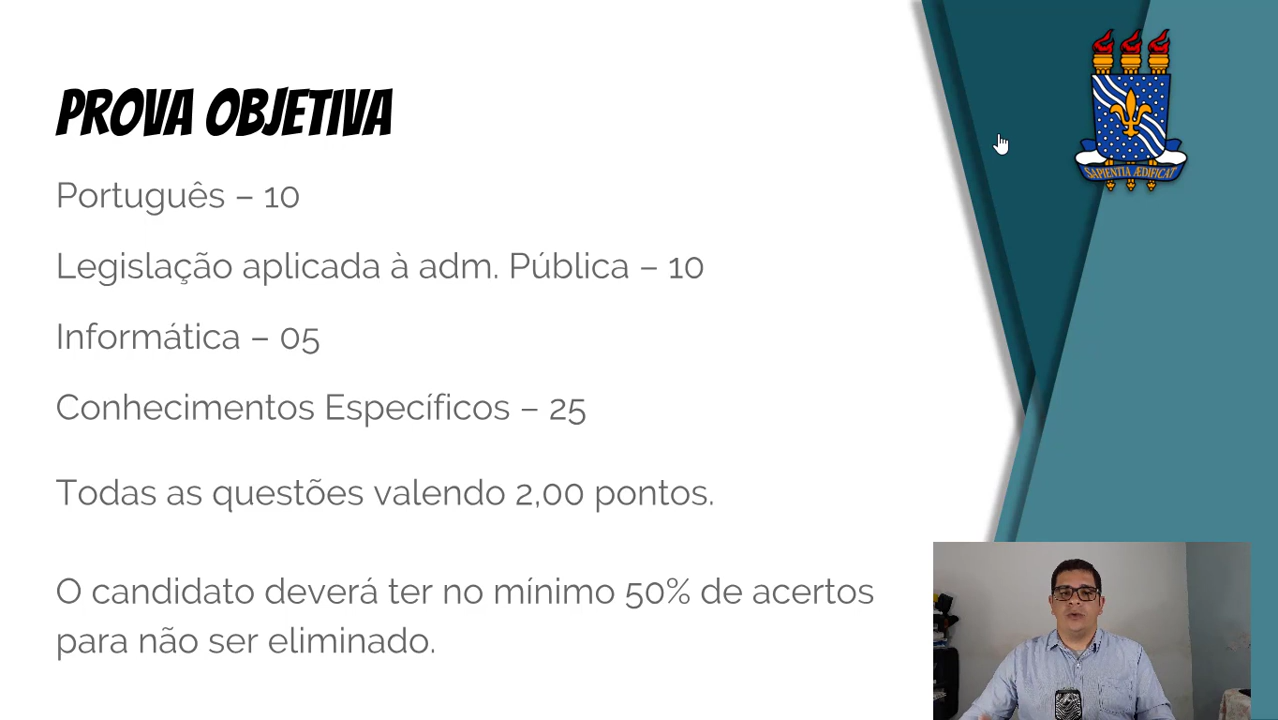 PROVA OBJETIVA
Português – 10
Legislação aplicada à adm. Pública – 10
Informática – 05
Conhecimentos Específicos – 25
Todas as questões valendo 2,00 pontos.
O candidato deverá ter no mínimo 50% de acertos
para não ser eliminado.
SAPIENTIA ÆDIFICAT